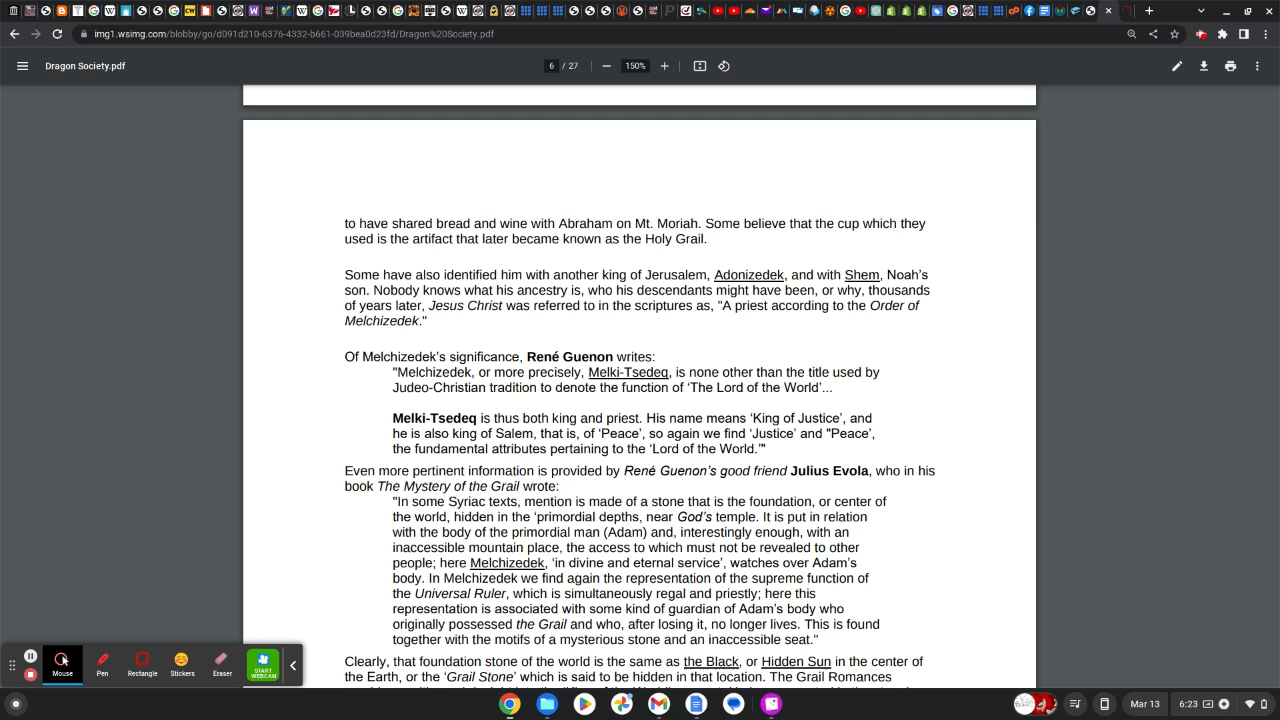 img1.wsimg.com/blobby/go/d091d210-6376-4332-b661-039bea0d23fd/Dragon%20Society.pdf
Dragon Society.pdf
6 / 27
150%
to have shared bread and wine with Abraham on Mt. Moriah. Some believe that the cup which they
used is the artifact that later became known as the Holy Grail.
Some have also identified him with another king of Jerusalem, Adonizedek, and with Shem, Noah's
son. Nobody knows what his ancestry is, who his descendants might have been, or why, thousands
of years later, Jesus Christ was referred to in the scriptures as, "A priest according to the Order of
Melchizedek."
Of Melchizedek's significance, René Guenon writes:
"Melchizedek, or more precisely, Melki-Tsedeq, is none other than the title used by
Judeo-Christian tradition to denote the function of 'The Lord of the World'...
Melki-Tsedeq is thus both king and priest. His name means 'King of Justice', and
he is also king of Salem, that is, of 'Peace', so again we find 'Justice' and "Peace',
the fundamental attributes pertaining to the 'Lord of the World.'"
Even more pertinent information is provided by René Guenon's good friend Julius Evola, who in his
book The Mystery of the Grail wrote:
"In some Syriac texts, mention is made of a stone that is the foundation, or center of
the world, hidden in the 'primordial depths, near God's temple. It is put in relation
with the body of the primordial man (Adam) and, interestingly enough, with an
inaccessible mountain place, the access to which must not be revealed to other
people; here Melchizedek, 'in divine and eternal service', watches over Adam's
body. In Melchizedek we find again the representation of the supreme function of
the Universal Ruler, which is simultaneously regal and priestly; here this
representation is associated with some kind of guardian of Adam's body who
originally possessed the Grail and who, after losing it, no longer lives. This is found
together with the motifs of a mysterious stone and an inaccessible seat."
Clearly, that foundation stone of the world is the same as the Black, or Hidden Sun in the center of
the Earth, or the 'Grail Stone' which is said to be hidden in that location. The Grail Romances
Mouse
Pen
Rectangle
Stickers
Eraser
START
WEBCAM
Mar 13
6:23